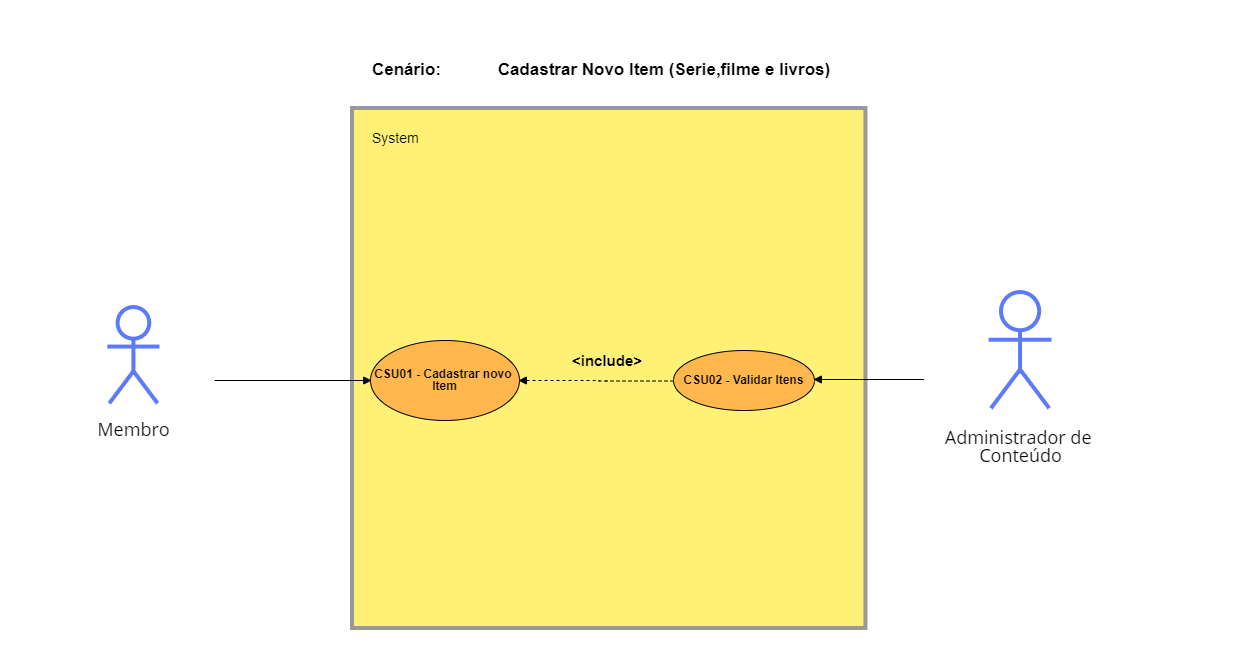 Cenário: Cadastrar Novo Item (Serie,filme e livros)
System
CSU01 - Cadastrar novo
Item
<include>
CSU02 - Validar Itens
Membro
Administrador de
Conteúdo